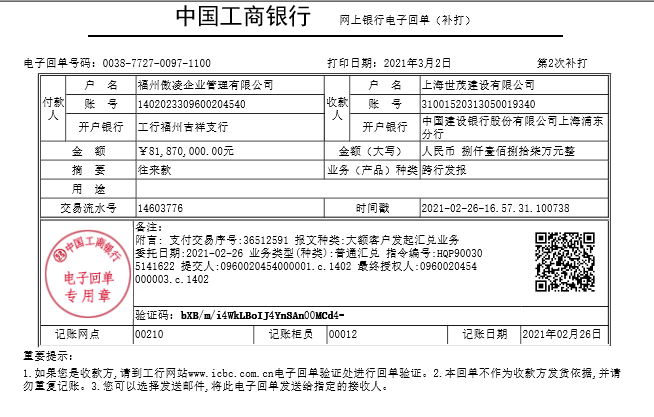 中国工商银行 网上银行电子回单（补打）
电子回单号码：0038-7727-0097-1100 打印日期：2021年3月2日 第2次补打
付款人 户 名 福州傲凌企业管理有限公司 收款人 户 名 上海世茂建设有限公司
账 号 1402023309600204540 账 号 31001520313050019340
开户银行 工行福州吉祥支行 开户银行 中国建设银行股份有限公司上海浦东
分行
金 额 ￥81,870,000.00元 金额（大写） 人民币 捌仟壹佰捌拾柒万元整
摘 要 往来款 业务（产品）种类 跨行发报
用 途
交易流水号 14603776 时间戳 2021-02-26-16.57.31.100738
中国工商银行
电子回单
专用章
备注：
附言: 支付交易序号:36512591 报文种类:大额客户发起汇兑业务
委托日期:2021-02-26 业务类型(种类):普通汇兑 指令编号:HQP90030
5141622 提交人:0960020454000001.c.1402 最终授权人:0960020454
000003.c.1402
验证码： bXB/m/i4WkLBoIJ4YnSAn00MCd4-
记账网点 00210 记账柜员 00012 记账日期 2021年02月26日
重要提示：
1.如果您是收款方,请到工行网站www.icbc.com.cn电子回单验证处进行回单验证。2.本回单不作为收款方发货依据,并请
勿重复记账。3.您可以选择发送邮件,将此电子回单发送给指定的接收人。